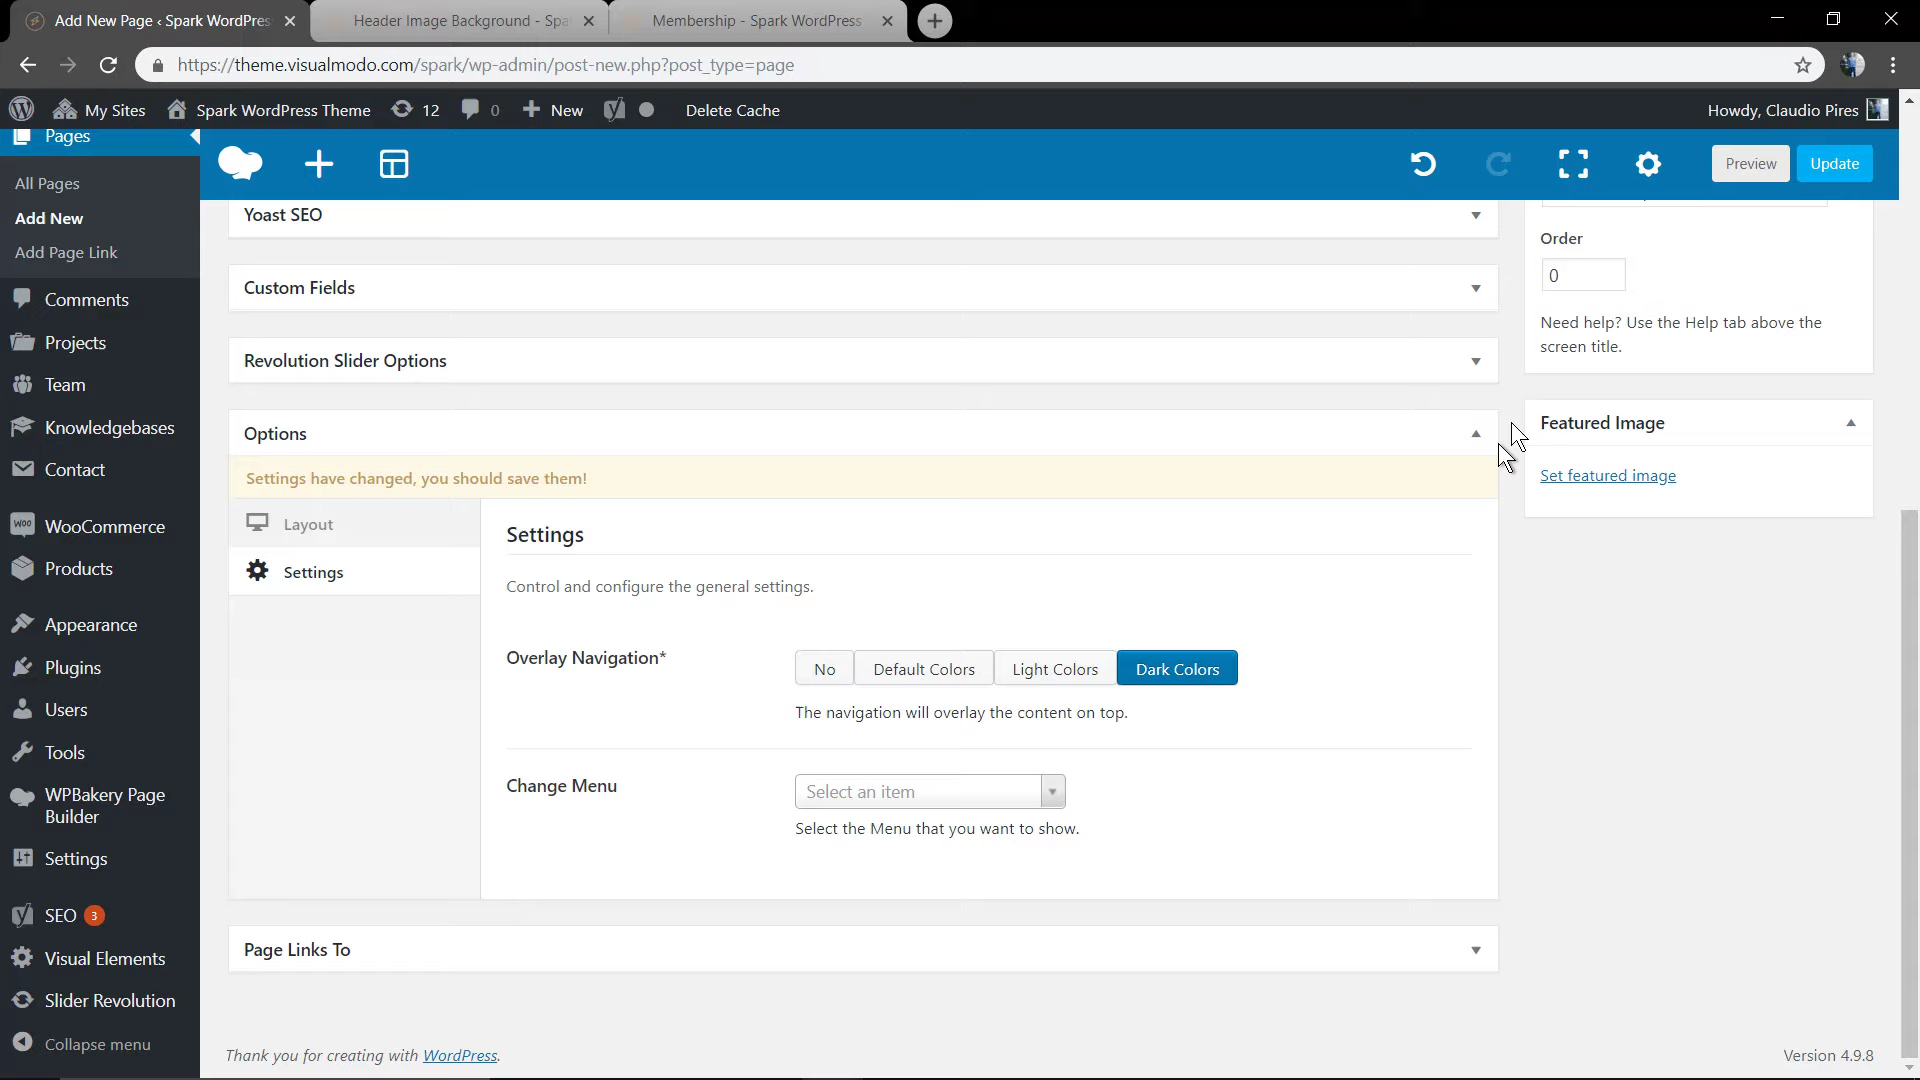 Add New Page ‹ Spark WordPres
Header Image Background - Spa
Membership - Spark WordPress
https://theme.visualmodo.com/spark/wp-admin/post-new.php?post_type=page
My Sites
Spark WordPress Theme
12
0
New
Delete Cache
Howdy, Claudio Pires
Pages
All Pages
Add New
Add Page Link
Comments
Projects
Team
Knowledgebases
Contact
WooCommerce
Products
Appearance
Plugins
Users
Tools
WPBakery Page
Builder
Settings
SEO 3
Visual Elements
Slider Revolution
Collapse menu
Preview
Update
Yoast SEO
Custom Fields
Revolution Slider Options
Options
Settings have changed, you should save them!
Layout
Settings
Settings
Control and configure the general settings.
Overlay Navigation*
No
Default Colors
Light Colors
Dark Colors
The navigation will overlay the content on top.
Change Menu
Select an item
Select the Menu that you want to show.
Page Links To
Order
0
Need help? Use the Help tab above the
screen title.
Featured Image
Set featured image
Thank you for creating with WordPress.
Version 4.9.8